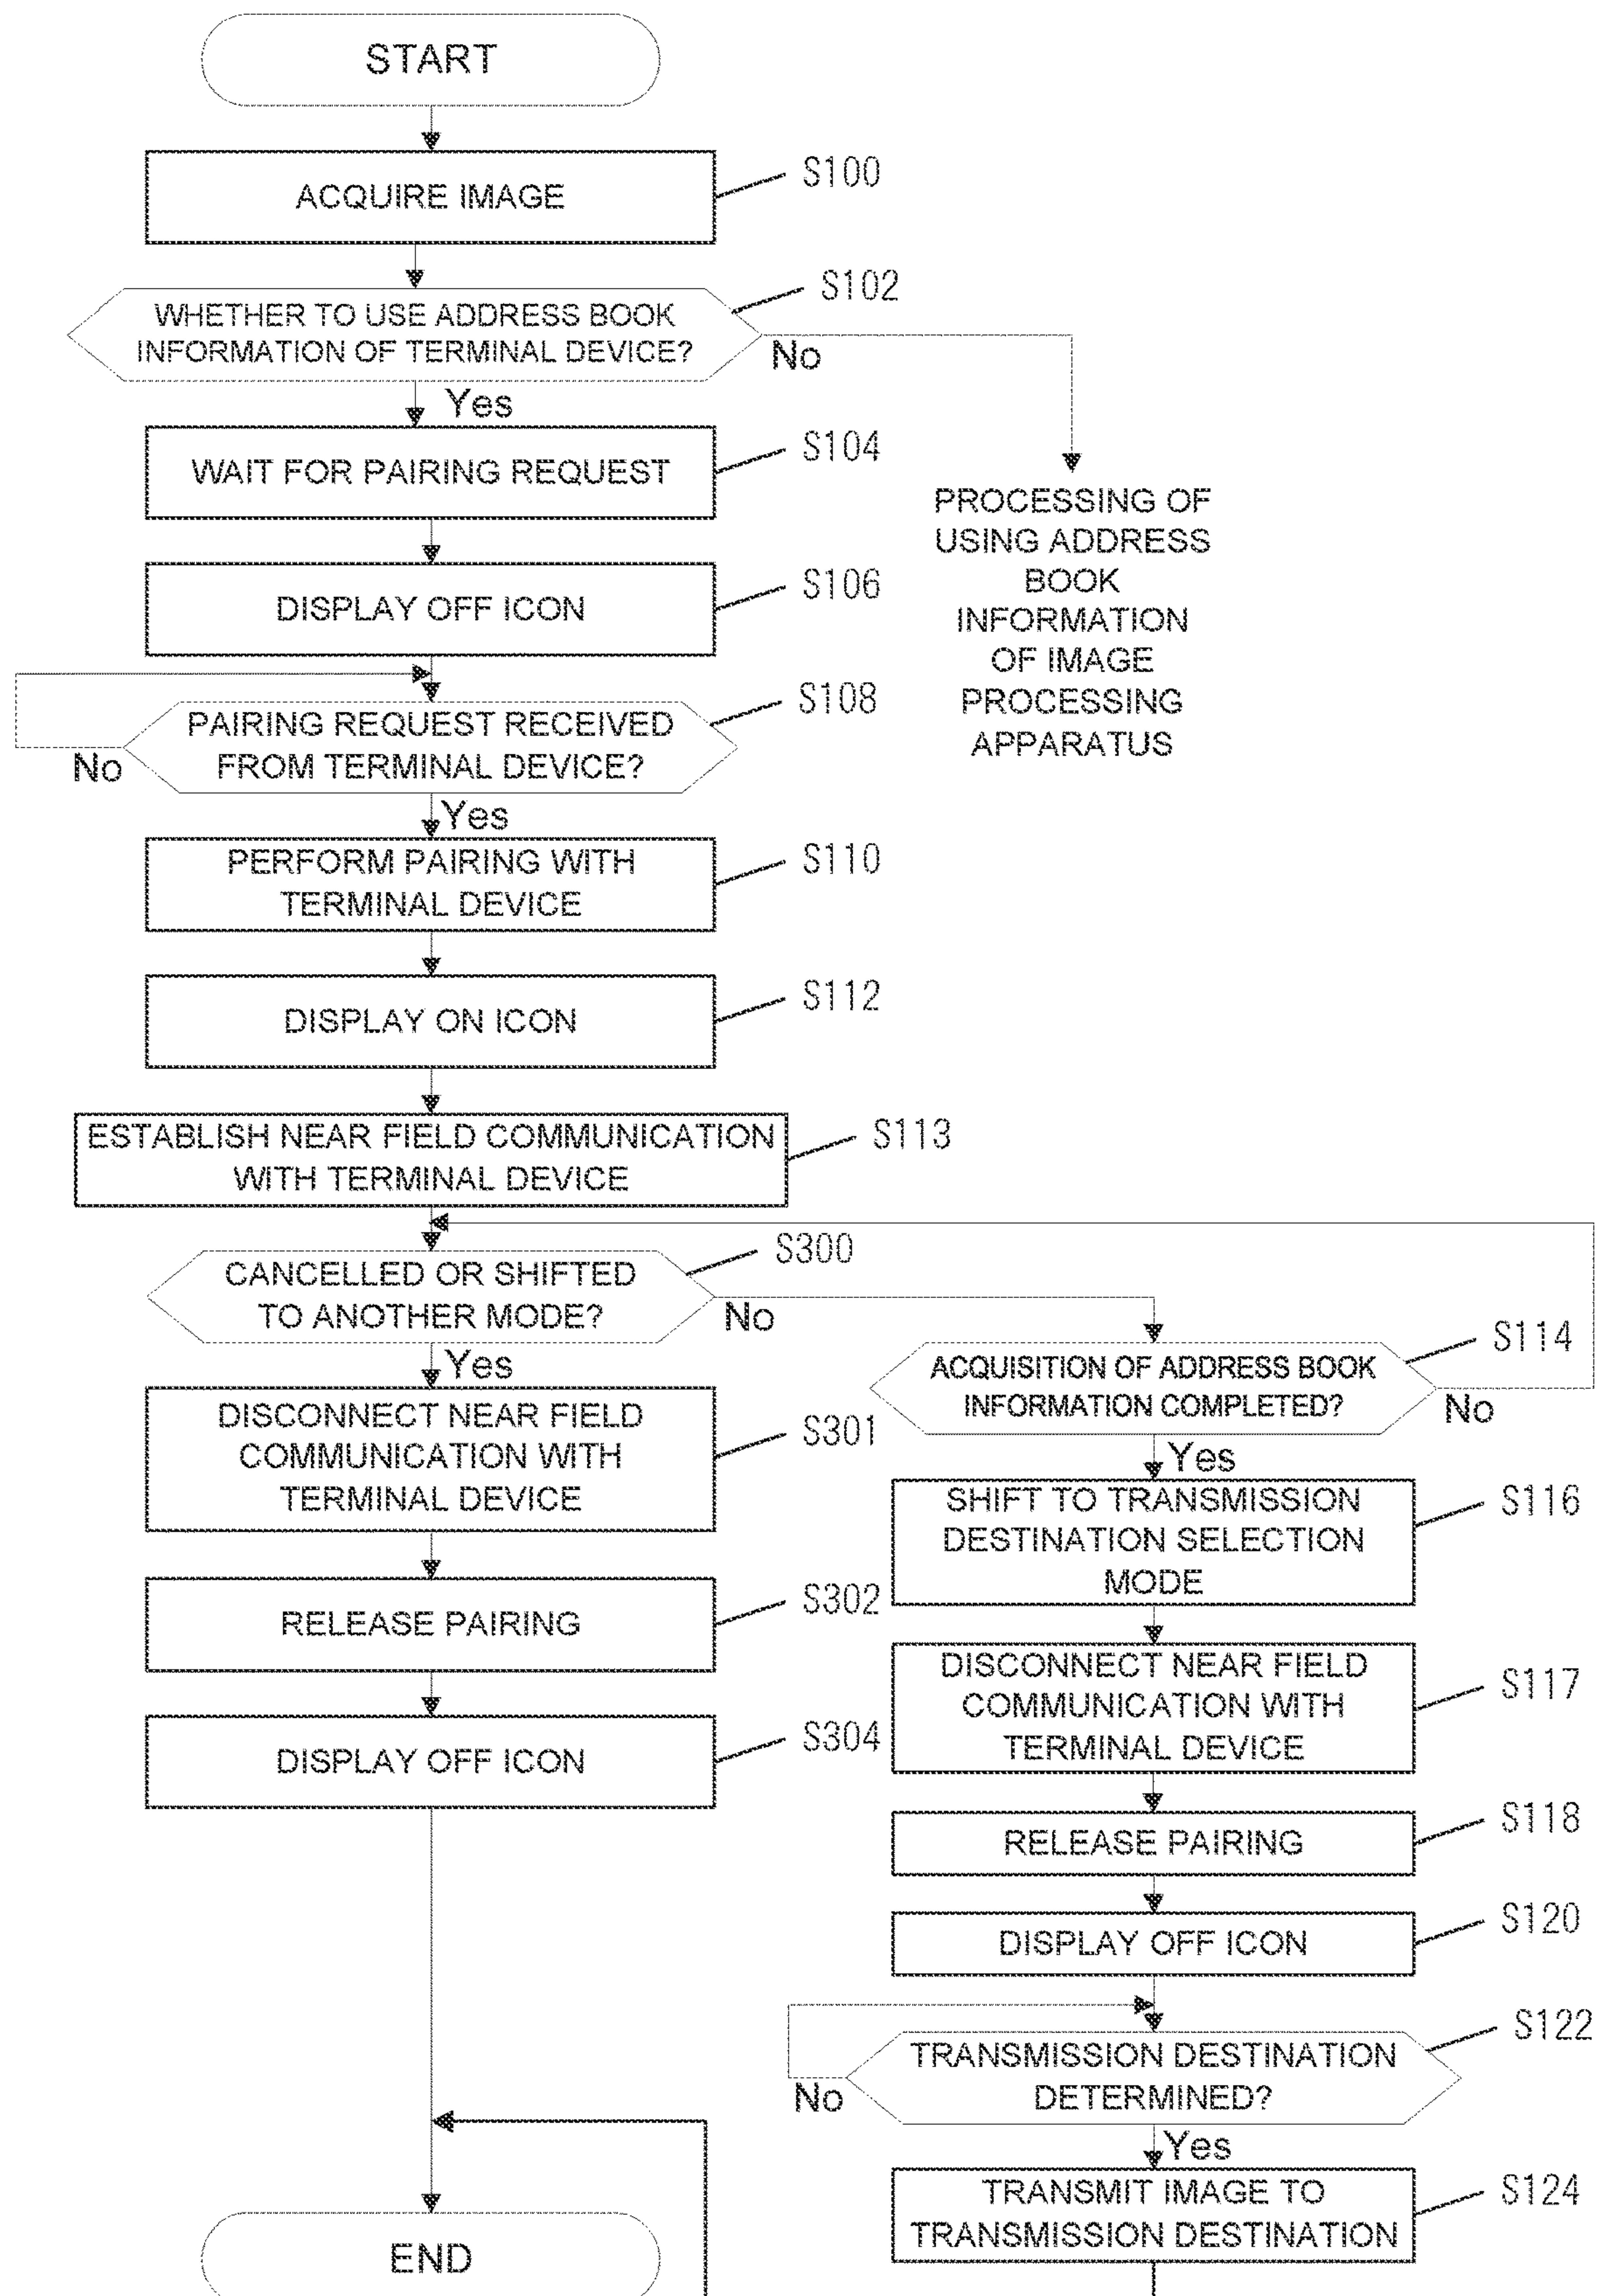 START
ACQUIRE IMAGE
S100
WHETHER TO USE ADDRESS BOOK
INFORMATION OF TERMINAL DEVICE?
S102
No
Yes
PROCESSING OF
USING ADDRESS
BOOK
INFORMATION
OF IMAGE
PROCESSING
APPARATUS
WAIT FOR PAIRING REQUEST
S104
DISPLAY OFF ICON
S106
PAIRING REQUEST RECEIVED
FROM TERMINAL DEVICE?
S108
No
Yes
PERFORM PAIRING WITH
TERMINAL DEVICE
S110
DISPLAY ON ICON
S112
ESTABLISH NEAR FIELD COMMUNICATION
WITH TERMINAL DEVICE
S113
CANCELLED OR SHIFTED
TO ANOTHER MODE?
S300
No
Yes
DISCONNECT NEAR FIELD
COMMUNICATION WITH
TERMINAL DEVICE
S301
RELEASE PAIRING
S302
DISPLAY OFF ICON
S304
ACQUISITION OF ADDRESS BOOK
INFORMATION COMPLETED?
S114
No
Yes
SHIFT TO TRANSMISSION
DESTINATION SELECTION
MODE
S116
DISCONNECT NEAR FIELD
COMMUNICATION WITH
TERMINAL DEVICE
S117
RELEASE PAIRING
S118
DISPLAY OFF ICON
S120
TRANSMISSION DESTINATION
DETERMINED?
S122
No
Yes
TRANSMIT IMAGE TO
TRANSMISSION DESTINATION
S124
END